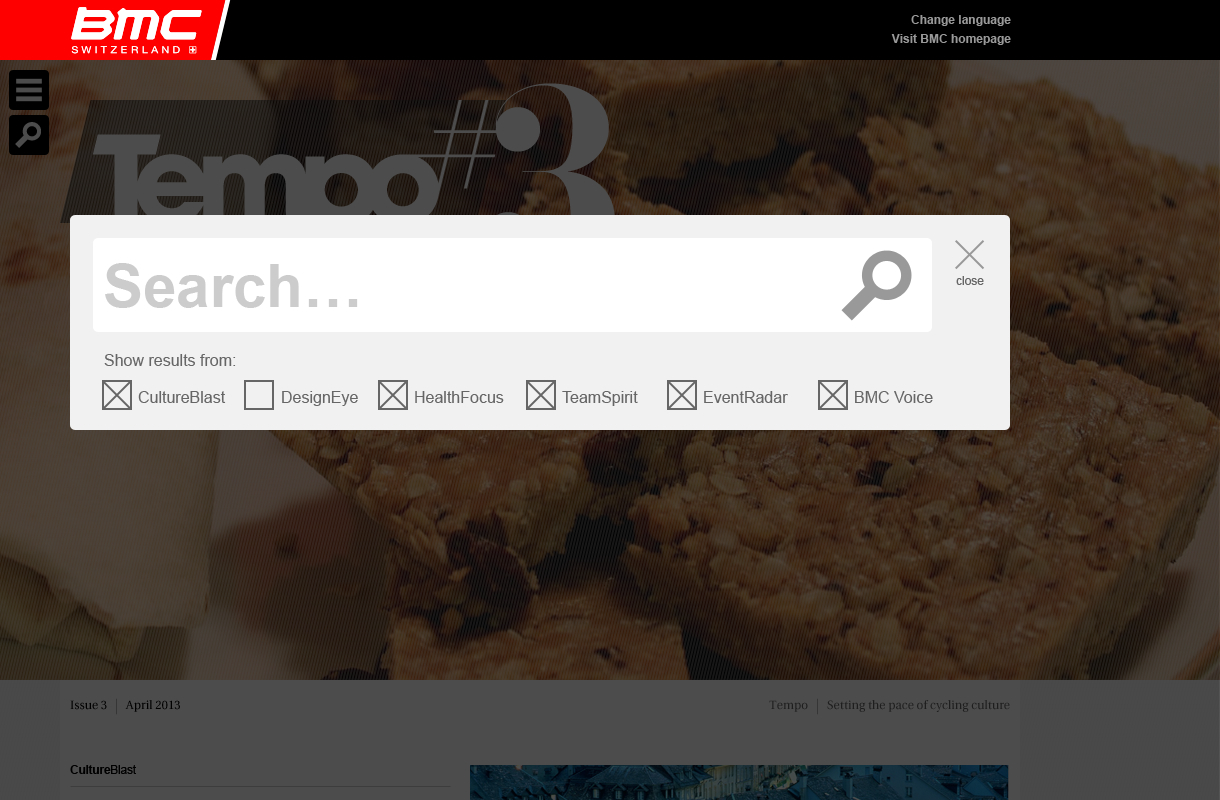 BMC
SWITZERLAND
Change language
Visit BMC homepage
Tempo #3
Search...
close
Show results from:
CultureBlast DesignEye HealthFocus TeamSpirit EventRadar BMC Voice
Issue 3 | April 2013
Tempo | Setting the pace of cycling culture
CultureBlast